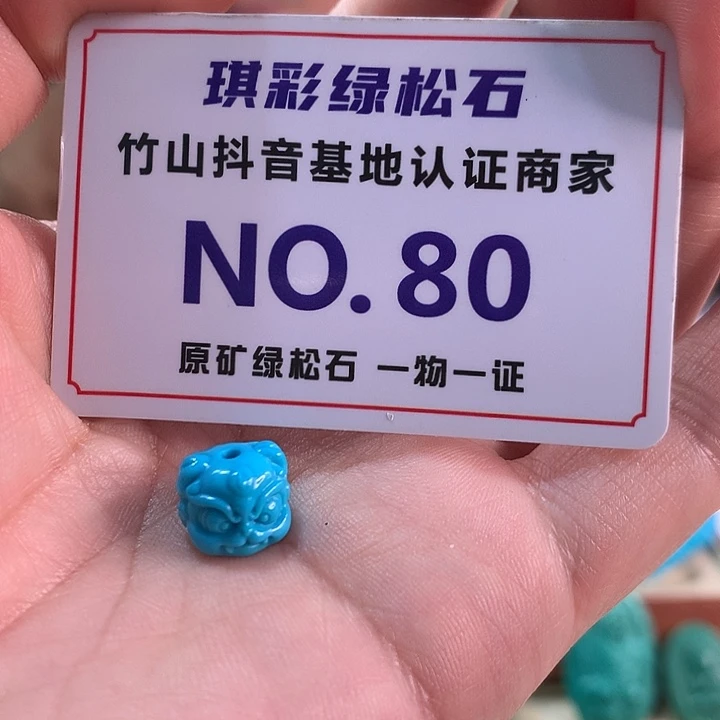 琪彩绿松石
竹山抖音基地认证商家
NO.80
原矿绿松石 一物一证